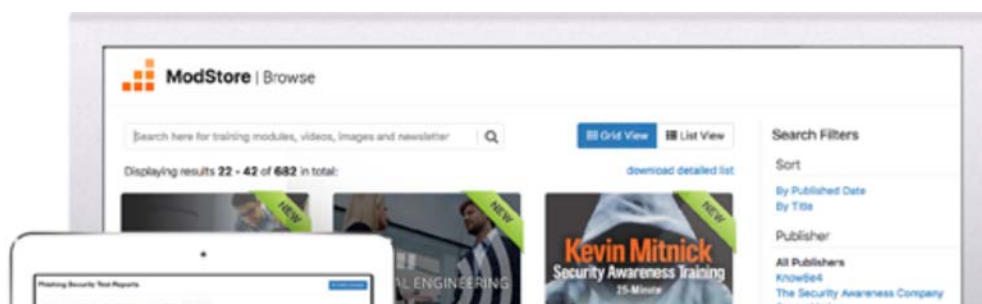 ModStore | Browse
Search here for training modules, videos, images and newsletter
Grid View
List View
Displaying results 22 - 42 of 682 in total:
download detailed list
Search Filters
Sort
By Published Date
By Title
Publisher
All Publishers
KnowBe4
The Security Awareness Company
NEW
NEW
AL ENGINEERING
NEW
Kevin Mitnick
Security Awareness Training
25-Minute
Phishing Security Test Reports